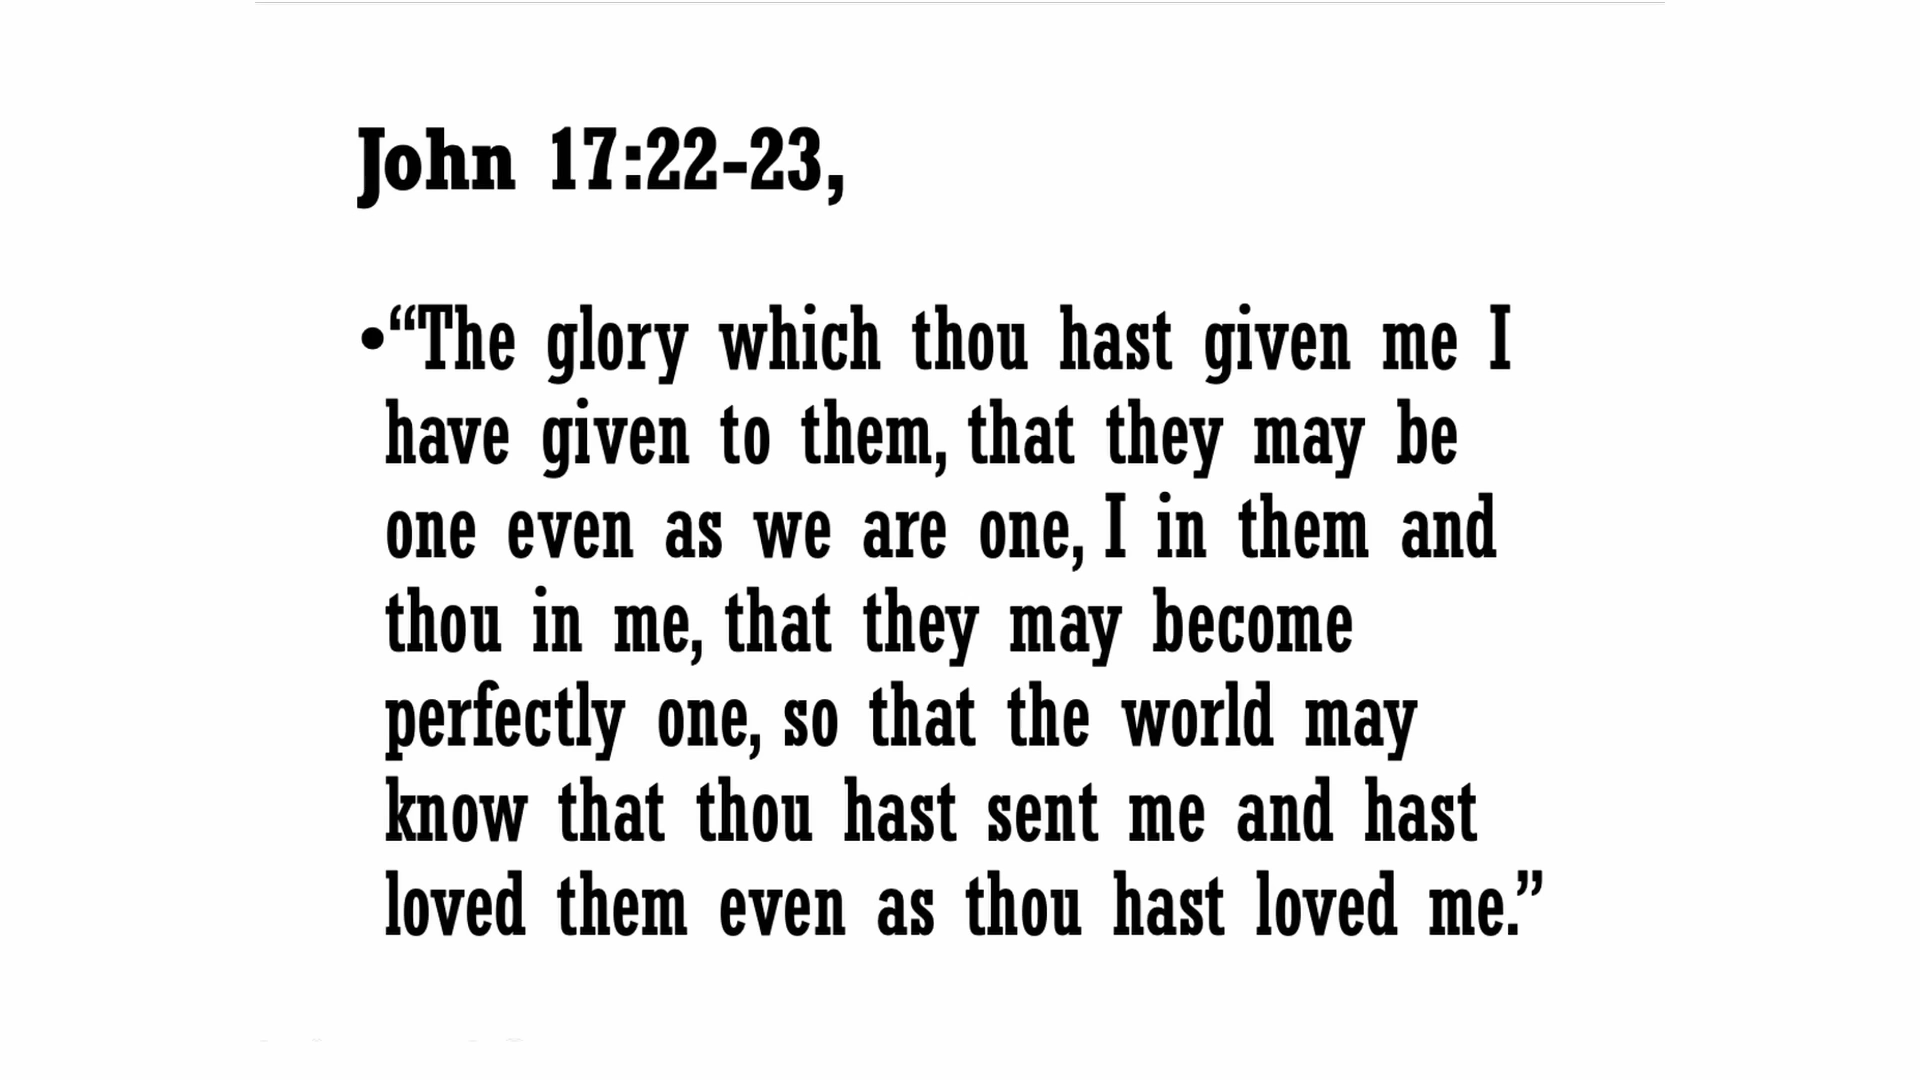 John 17:22-23,
•“The glory which thou hast given me I
have given to them, that they may be
one even as we are one, I in them and
thou in me, that they may become
perfectly one, so that the world may
know that thou hast sent me and hast
loved them even as thou hast loved me.”